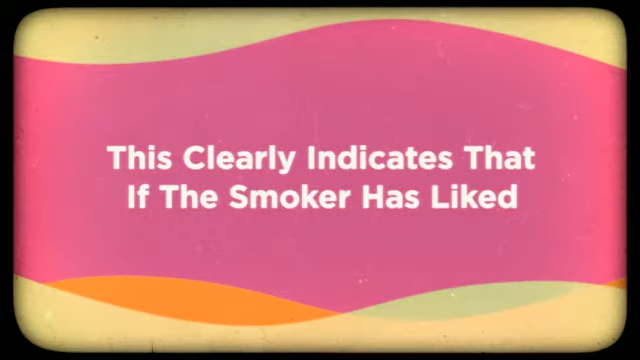 This Clearly Indicates That
If The Smoker Has Liked